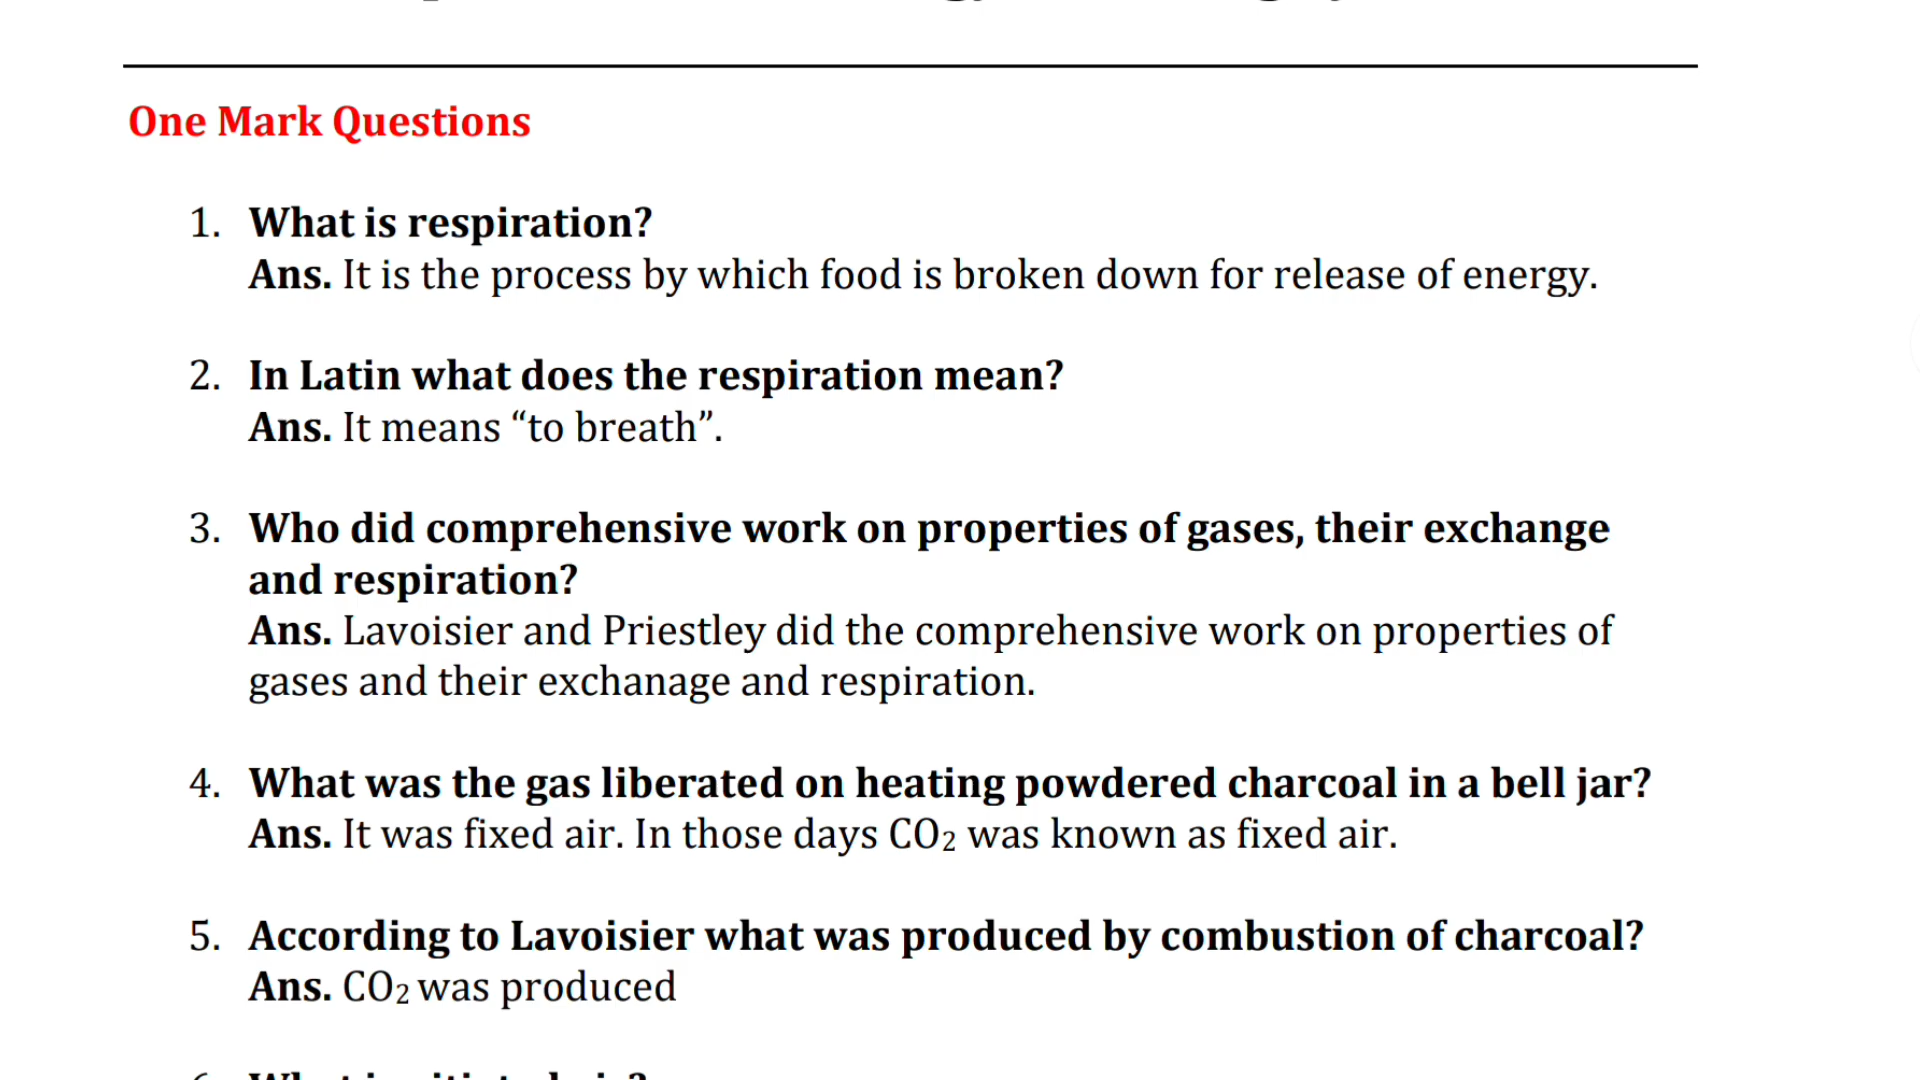 One Mark Questions
1. What is respiration?
Ans. It is the process by which food is broken down for release of energy.
2. In Latin what does the respiration mean?
Ans. It means “to breath”.
3. Who did comprehensive work on properties of gases, their exchange
and respiration?
Ans. Lavoisier and Priestley did the comprehensive work on properties of
gases and their exchanage and respiration.
4. What was the gas liberated on heating powdered charcoal in a bell jar?
Ans. It was fixed air. In those days CO₂ was known as fixed air.
5. According to Lavoisier what was produced by combustion of charcoal?
Ans. CO₂ was produced